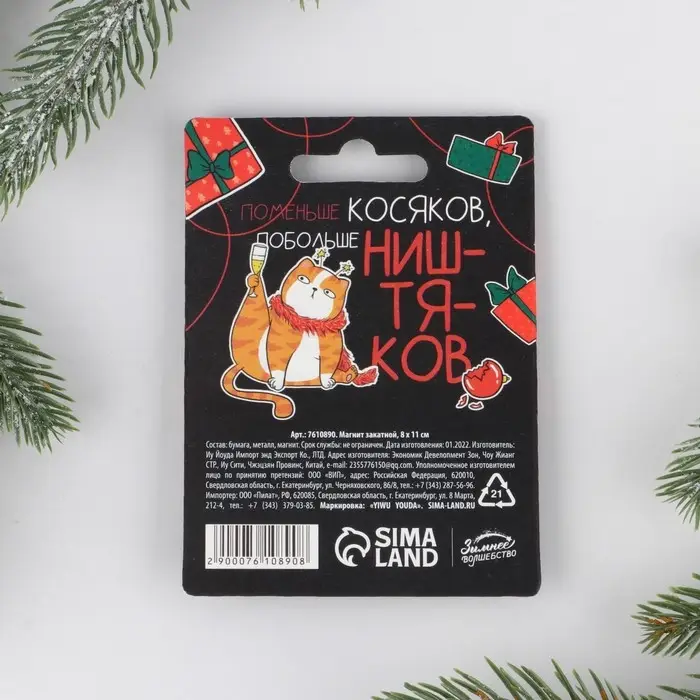 ПОМЕНЬШЕ КОСЯКОВ,
ПОБОЛЬШЕ
НИШ-
ТЯ-
КОВ
Арт.: 7610890. Магнит закатной, 8 x 11 см
Состав: бумага, металл, магнит. Срок службы: не ограничен. Дата изготовления: 01.2022. Изготовитель:
Иу Йоуда Импорт энд Экспорт Ко., ЛТД. Адрес изготовителя: Экономик Девелопмент Зон, Чоу Жианг
СТР, Иу Сити, Чжэцзян Провинс, Китай, e-mail: 2355776150@qq.com. Уполномоченное изготовителем
лицо по принятию претензий: ООО «ВИП», адрес: Российская Федерация, 620010,
Свердловская область, г. Екатеринбург, ул. Черняховского, 86/8, тел.: +7 (343) 287-56-96.
Импортер: ООО «Пилат», РФ, 620085, Свердловская область, г. Екатеринбург, ул. 8 Марта,
212-4, тел.: +7 (343) 379-03-85. Маркировка: «YIWU YOUDA». SIMA-LAND.RU
21
2 900076 108908
SIMA
LAND
Зимнее
ВОЛШЕБСТВО